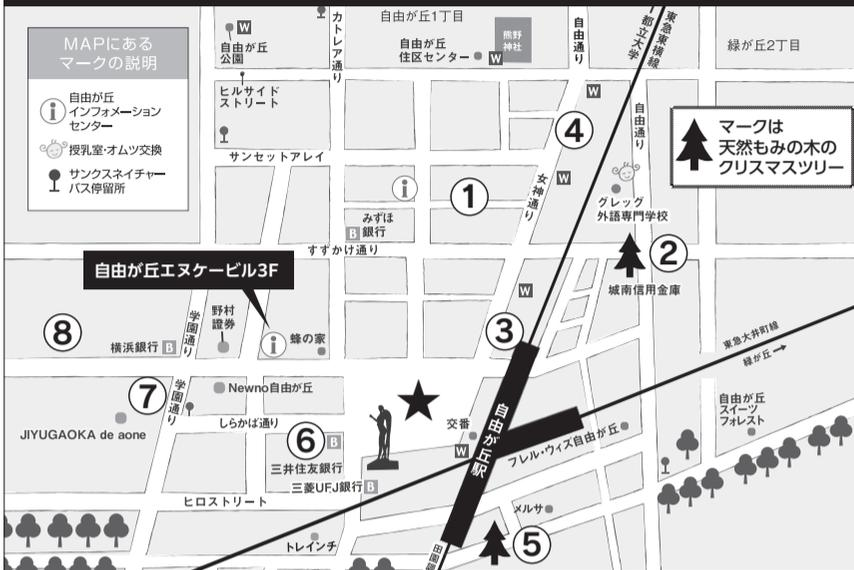 MAPにある
マークの説明
自由が丘
インフォメーション
センター
授乳室・オムツ交換
サンクスネイチャー
バス停留所
W
自由が丘
公園
カトレア通り
自由が丘1丁目
自由が丘
住区センター
W
熊野
神社
自由通り
東急東横線
都立大学
緑が丘2丁目
ヒルサイド
ストリート
W
④
自由通り
マークは
天然もみの木の
クリスマスツリー
サンセットアレイ
i
①
女神通り
W
グレッグ
外語専門学校
みずほ
B 銀行
すずかけ通り
②
城南信用金庫
自由が丘エヌケービル3F
W
⑧
横浜銀行 B
学園通り
野村
證券
i
蜂の家
③
東急大井町線
緑が丘→
⑦
学園通り
Newno自由が丘
JIYUGAOKA de aone
しらかば通り
⑥
B
三井住友銀行
三菱UFJ銀行 B
交番
W
自由が丘駅
フレル・ウィズ自由が丘
自由が丘
スイーツ
フォレスト
ヒロストリート
トレインチ
メルサ
⑤